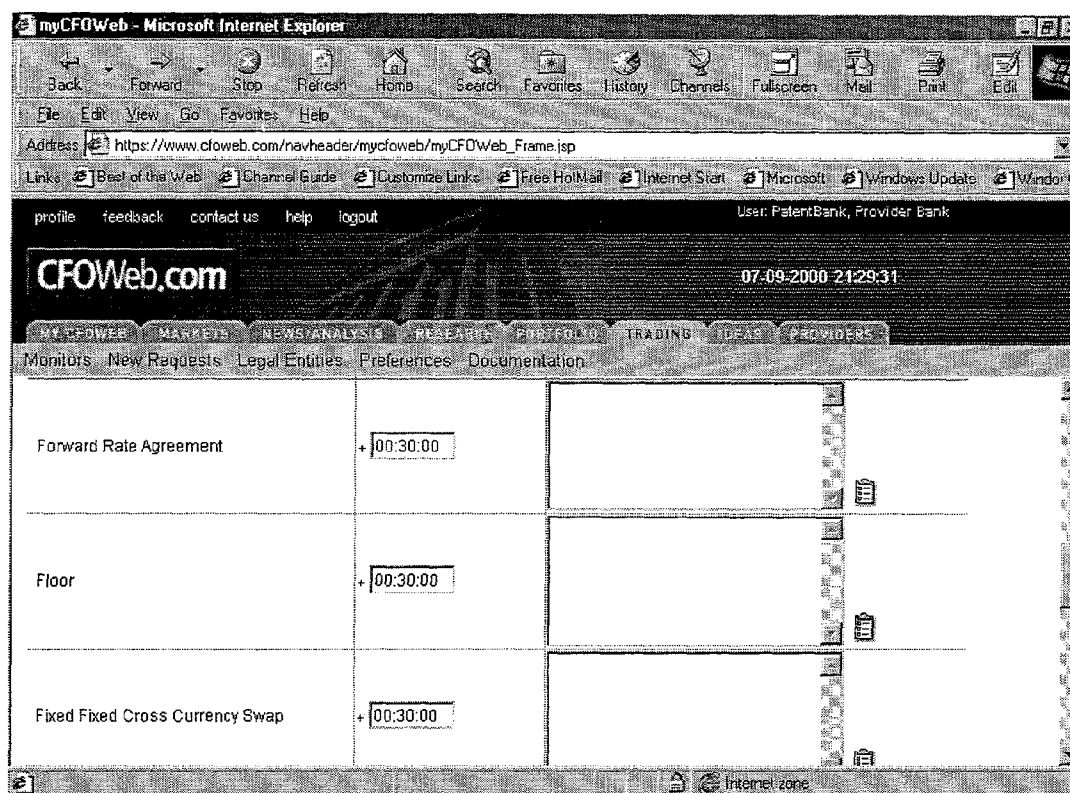 myCFOWeb - Microsoft Internet Explorer
Back Forward Stop Refresh Home Search Favorites History Channels Fullscreen Mail Print Edit
File Edit View Go Favorites Help
Address https://www.cfoweb.com/navheader/mycfoweb/myCFOWeb_Frame.jsp
Links Best of the Web Channel Guide Customize Links Free HotMail Internet Start Microsoft Windows Update Window
profile feedback contact us help logout User: PatentBank, Provider Bank
CFOWeb.com 07-09-2000 21:29:31
MY CFOWEB MARKETS NEWS/ANALYSIS RESEARCH PORTFOLIO TRADING IDEAS PROVIDERS
Monitors New Requests Legal Entities Preferences Documentation
Forward Rate Agreement + 00:30:00
Floor + 00:30:00
Fixed Fixed Cross Currency Swap + 00:30:00
Internet zone